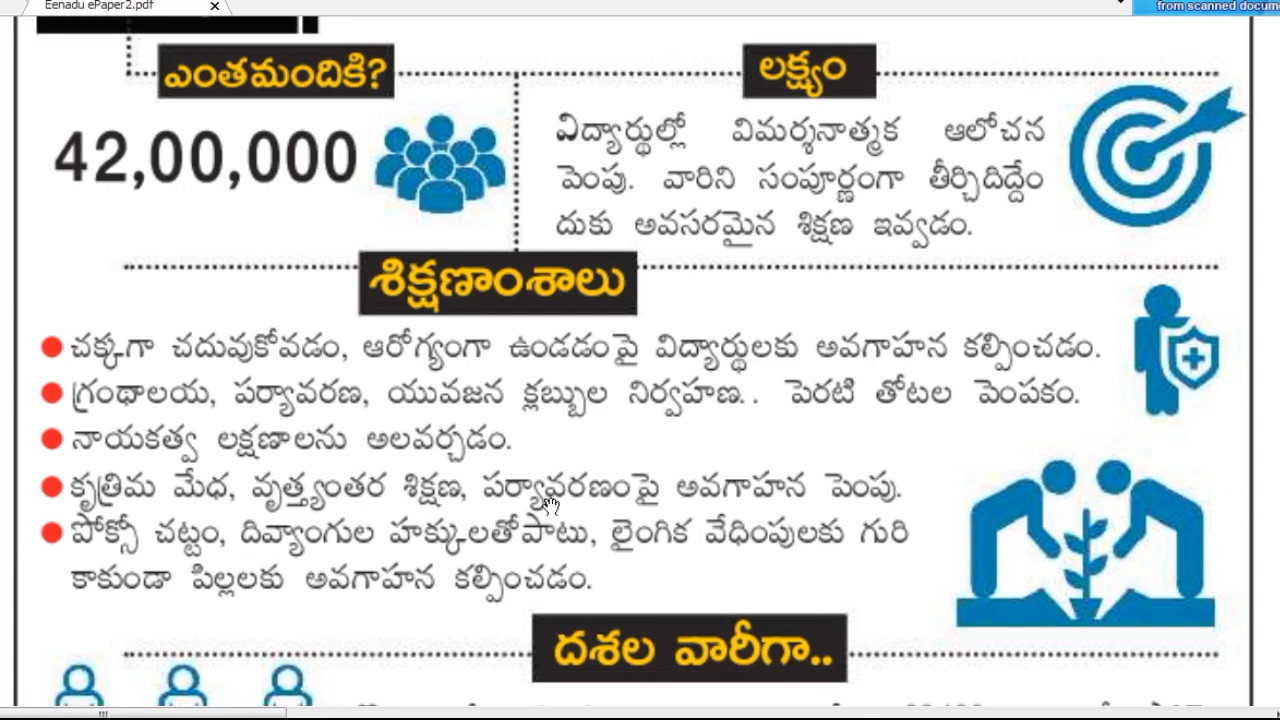 Eenadu ePaper2.pdf
from scanned docum
ఎంతమందికి?
42,00,000
లక్ష్యం
విద్యార్థుల్లో విమర్శనాత్మక ఆలోచన
పెంపు. వారిని సంపూర్ణంగా తీర్చిదిద్దేం
దుకు అవసరమైన శిక్షణ ఇవ్వడం.
శిక్షణాంశాలు
చక్కగా చదువుకోవడం, ఆరోగ్యంగా ఉండడంపై విద్యార్థులకు అవగాహన కల్పించడం.
గ్రంథాలయ, పర్యావరణ, యువజన క్లబ్బుల నిర్వహణ.. పెరటి తోటల పెంపకం.
నాయకత్వ లక్షణాలను అలవర్చడం.
కృత్రిమ మేధ, వృత్త్యంతర శిక్షణ, పర్యావరణంపై అవగాహన పెంపు.
పోక్సో చట్టం, దివ్యాంగుల హక్కులతోపాటు, లైంగిక వేధింపులకు గురి
కాకుండా పిల్లలకు అవగాహన కల్పించడం.
దశల వారీగా..